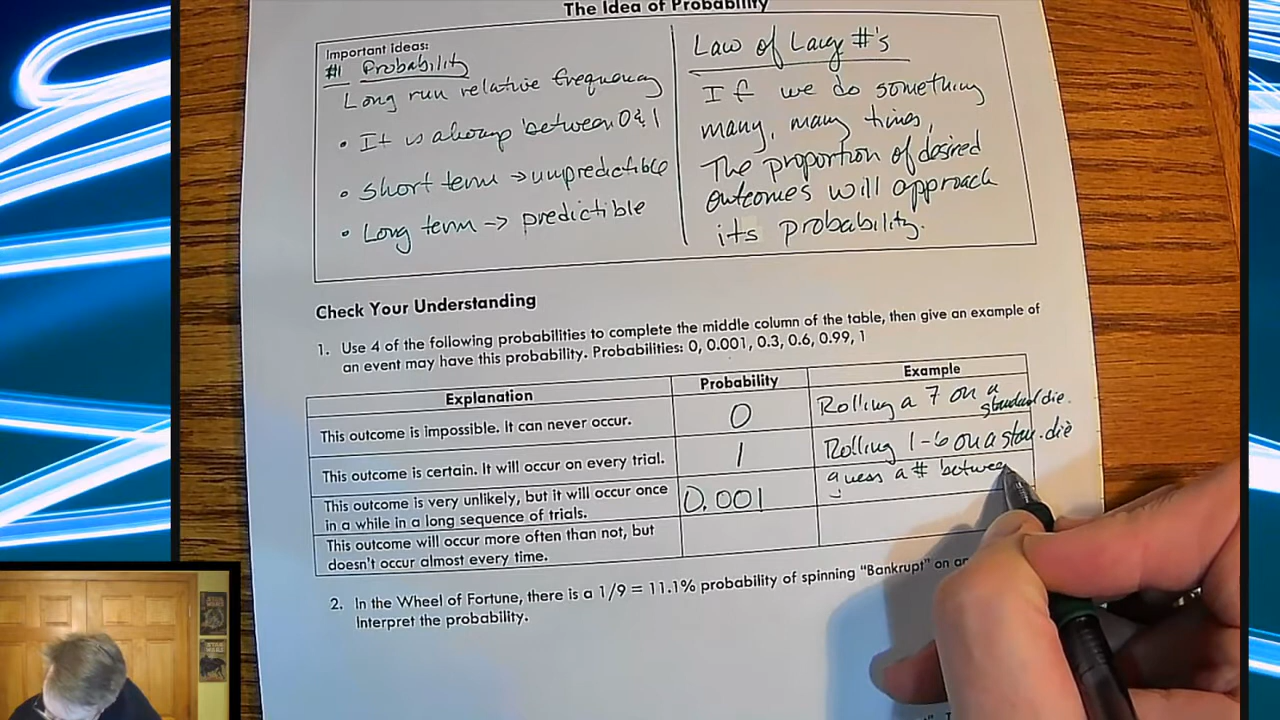 The Idea of Probability
Important Ideas:
#1 Probability
Long run relative frequency
• It is always between 0 & 1
• short term → unpredictible
• Long term → predictible
Law of Large #'s
If we do something
many, many times,
The proportion of desired
outcomes will approach
its probability.
Check Your Understanding
1. Use 4 of the following probabilities to complete the middle column of the table, then give an example of
an event may have this probability. Probabilities: 0, 0.001, 0.3, 0.6, 0.99, 1
Explanation Probability Example
This outcome is impossible. It can never occur. 0 Rolling a 7 on a
standard die.
This outcome is certain. It will occur on every trial. 1 Rolling 1-6 on a stan. die
This outcome is very unlikely, but it will occur once
in a while in a long sequence of trials. 0.001 guess a # between
This outcome will occur more often than not, but
doesn't occur almost every time.
2. In the Wheel of Fortune, there is a 1/9 = 11.1% probability of spinning "Bankrupt" on
Interpret the probability.
STAR WARS
STAR WARS